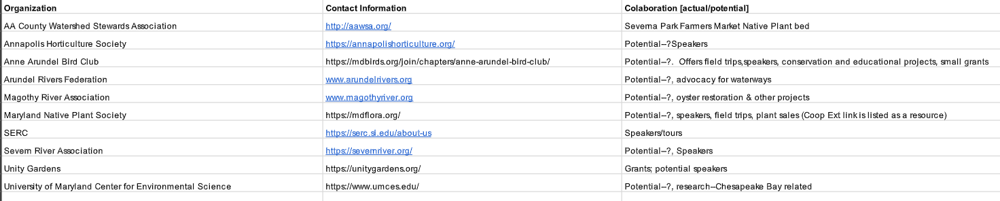 Organization Contact Information Colaboration [actual/potential]
AA County Watershed Stewards Association http://aawsa.org/ Severna Park Farmers Market Native Plant bed
Annapolis Horticulture Society https://annapolishorticulture.org/ Potential--?Speakers
Anne Arundel Bird Club https://mdbirds.org/join/chapters/anne-arundel-bird-club/ Potential--?.  Offers field trips,speakers, conservation and educational projects, small grants
Arundel Rivers Federation www.arundelrivers.org Potential--?, advocacy for waterways
Magothy River Association www.magothyriver.org Potential--?, oyster restoration & other projects
Maryland Native Plant Society https://mdflora.org/ Potential--?, speakers, field trips, plant sales (Coop Ext link is listed as a resource)
SERC https://serc.si.edu/about-us Speakers/tours
Severn River Association https://severnriver.org/ Potential--?, Speakers
Unity Gardens https://unitygardens.org/ Grants; potential speakers
University of Maryland Center for Environmental Science https://www.umces.edu/ Potential--?, research--Chesapeake Bay related